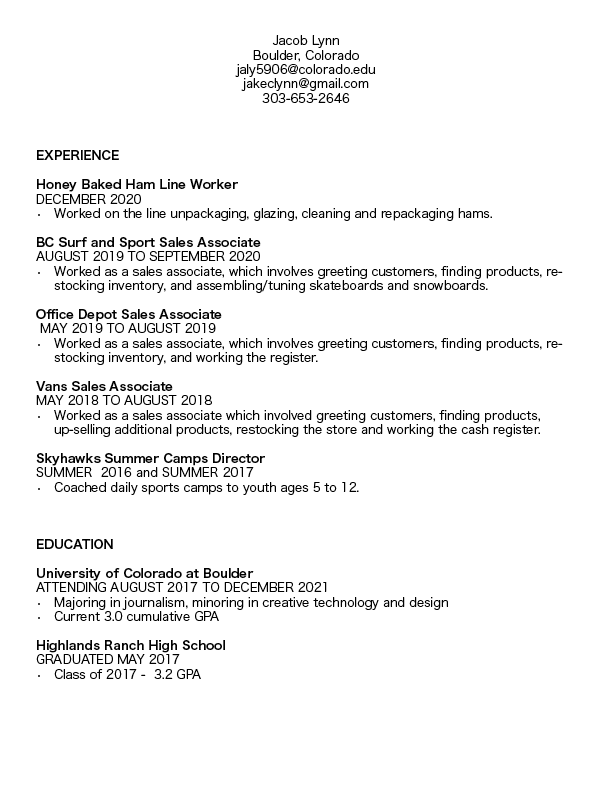 Jacob Lynn
Boulder, Colorado
jaly5906@colorado.edu
jakeclynn@gmail.com
303-653-2646
EXPERIENCE
Honey Baked Ham Line Worker
DECEMBER 2020
· Worked on the line unpackaging, glazing, cleaning and repackaging hams.
BC Surf and Sport Sales Associate
AUGUST 2019 TO SEPTEMBER 2020
· Worked as a sales associate, which involves greeting customers, finding products, re-
stocking inventory, and assembling/tuning skateboards and snowboards.
Office Depot Sales Associate
MAY 2019 TO AUGUST 2019
· Worked as a sales associate, which involves greeting customers, finding products, re-
stocking inventory, and working the register.
Vans Sales Associate
MAY 2018 TO AUGUST 2018
· Worked as a sales associate which involved greeting customers, finding products,
up-selling additional products, restocking the store and working the cash register.
Skyhawks Summer Camps Director
SUMMER  2016 and SUMMER 2017
· Coached daily sports camps to youth ages 5 to 12.
EDUCATION
University of Colorado at Boulder
ATTENDING AUGUST 2017 TO DECEMBER 2021
· Majoring in journalism, minoring in creative technology and design
· Current 3.0 cumulative GPA
Highlands Ranch High School
GRADUATED MAY 2017
· Class of 2017 -  3.2 GPA